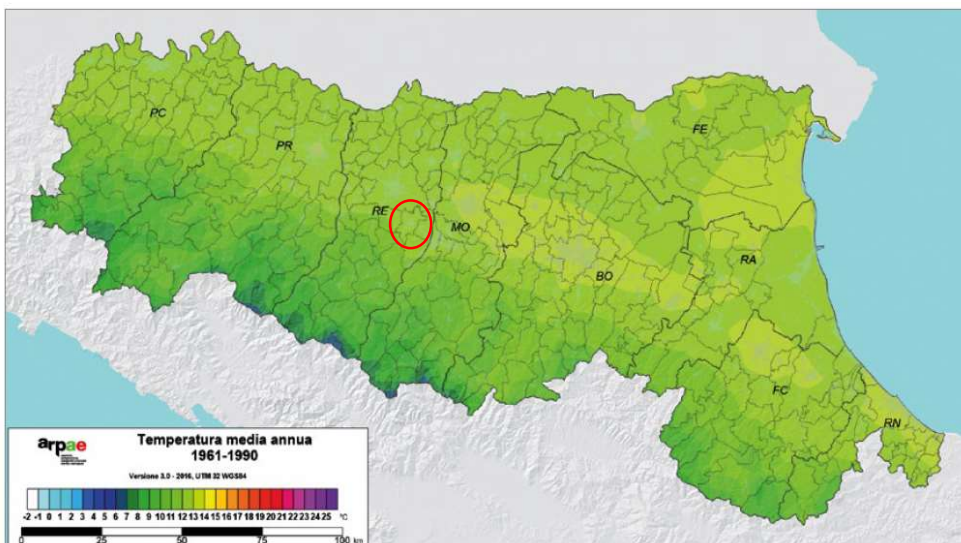 PC
PR
FE
RE
MO
BO
RA
FC
RN
arpae
Temperatura media annua
1961-1990
Versione 3.0 - 2016, UTM 32 WGS84
-2 -1 0 1 2 3 4 5 6 7 8 9 10 11 12 13 14 15 16 17 18 19 20 21 22 23 24 25 °C
0 25 50 75 100 km